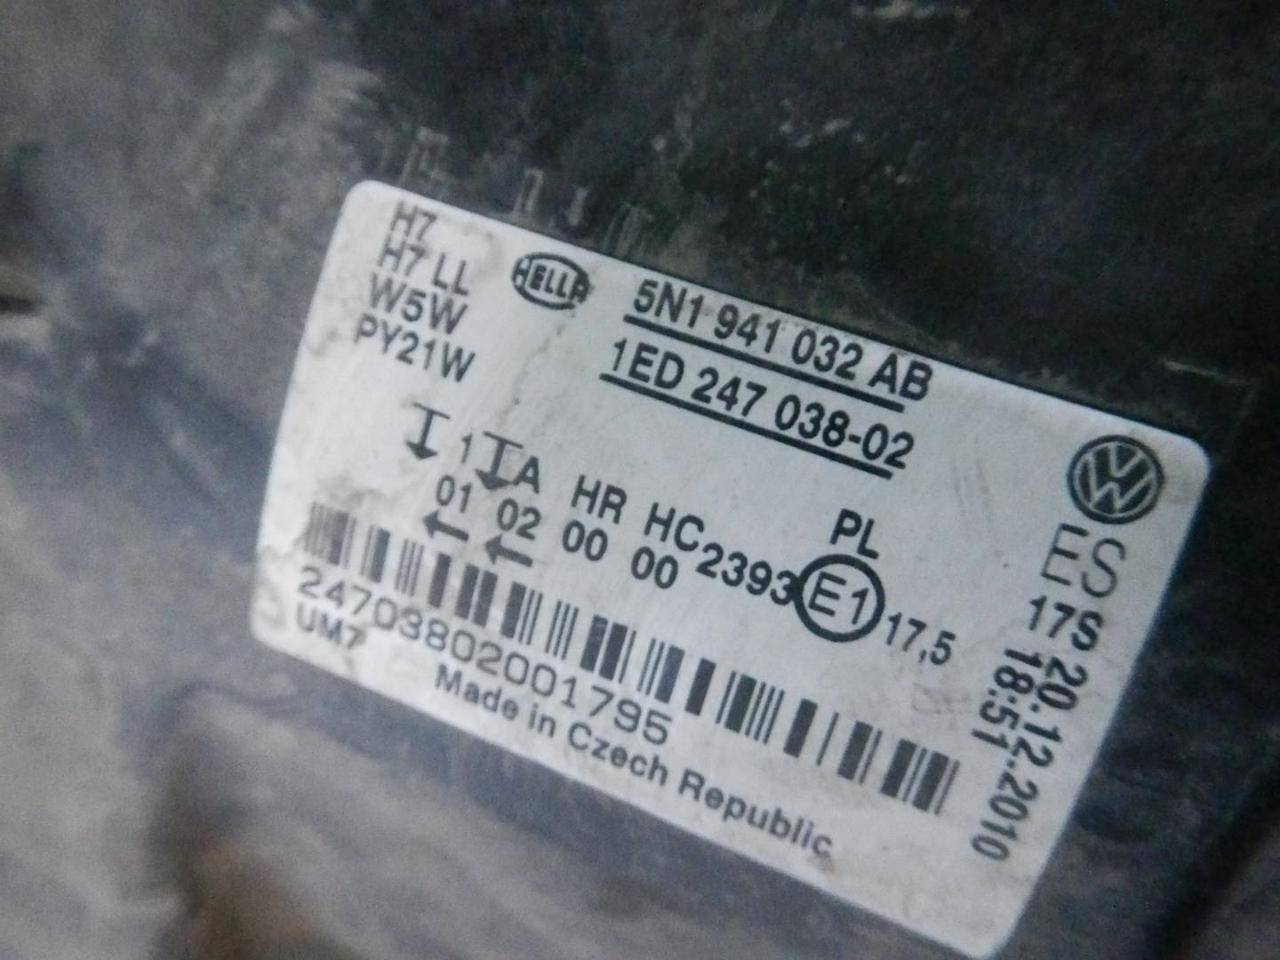 H7
H7 LL
W5W
PY21W
HELLA
5N1 941 032 AB
1ED 247 038-02
1 A HR HC PL
01 02 00 00 2393 E1 17,5
ES
17S 20.12.2010
18:51
24703802001795
UM7
Made in Czech Republic